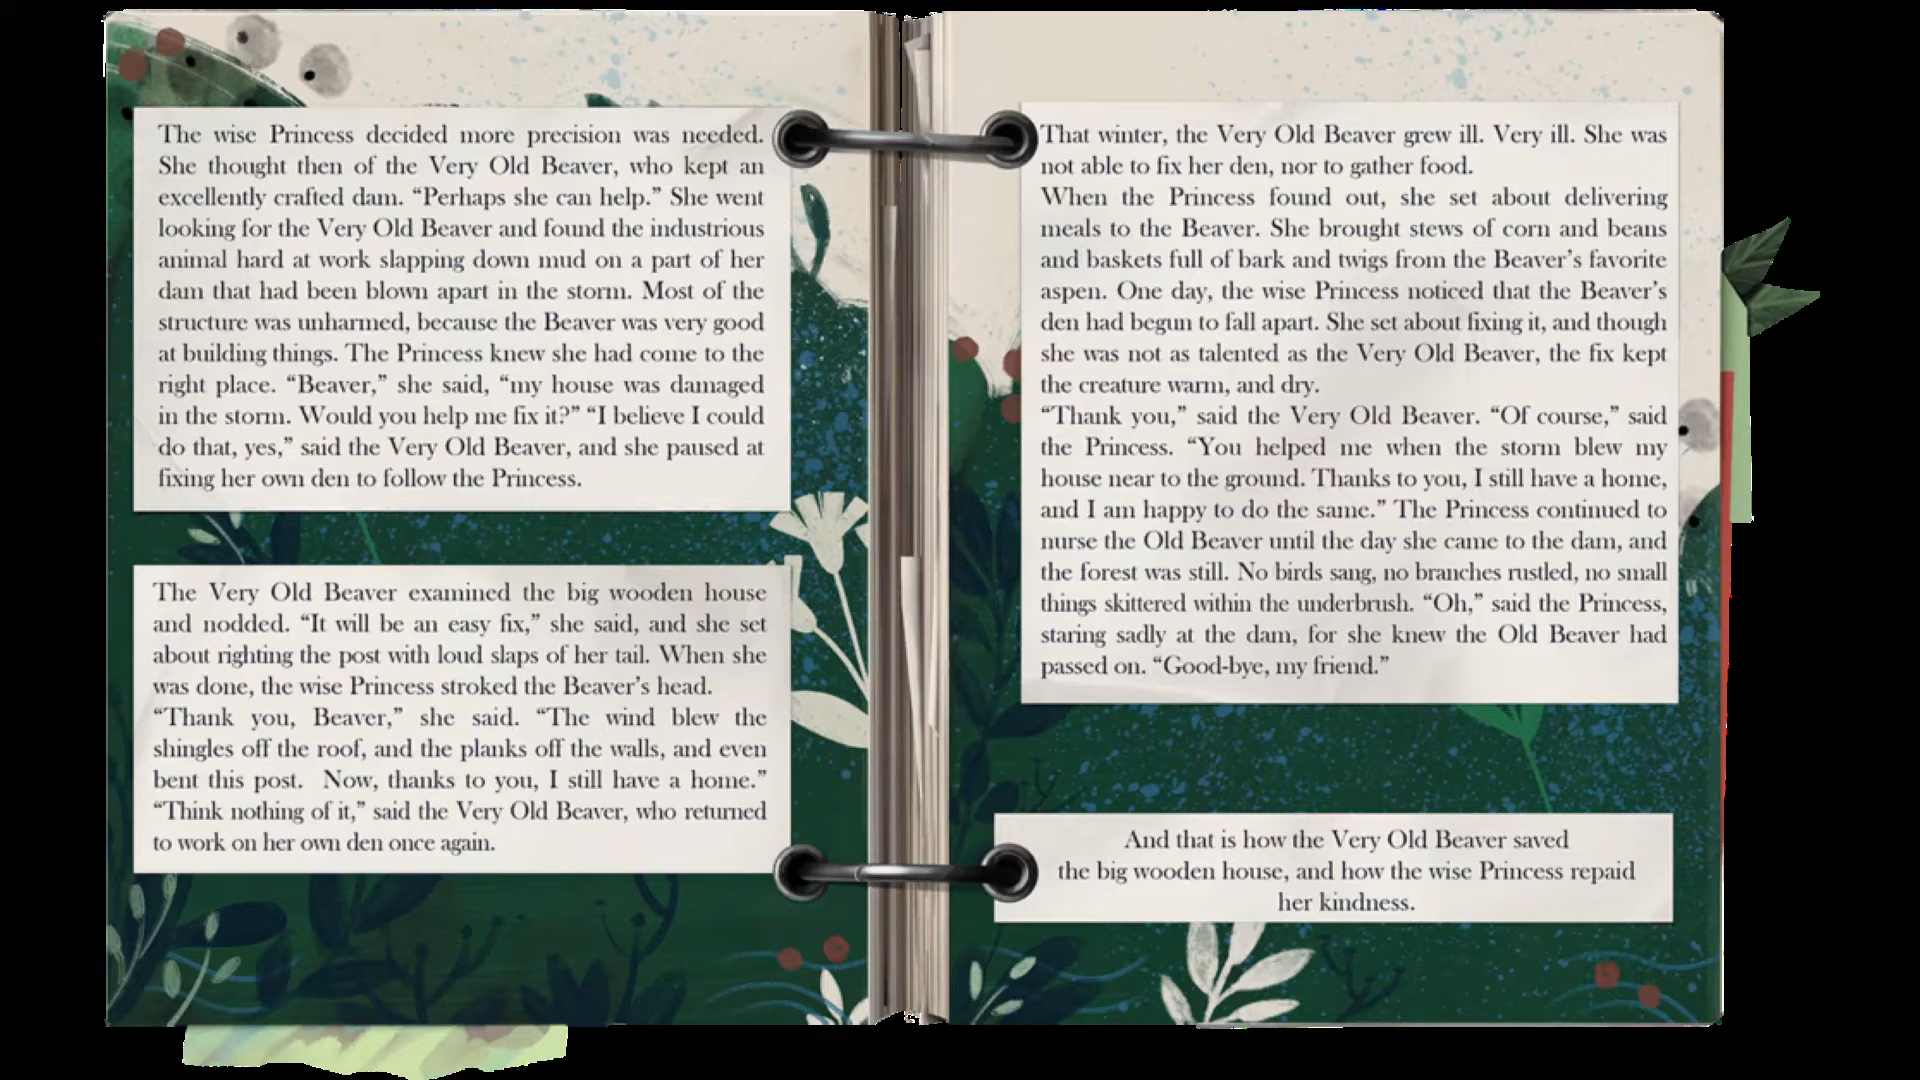 The wise Princess decided more precision was needed.
She thought then of the Very Old Beaver, who kept an
excellently crafted dam. “Perhaps she can help.” She went
looking for the Very Old Beaver and found the industrious
animal hard at work slapping down mud on a part of her
dam that had been blown apart in the storm. Most of the
structure was unharmed, because the Beaver was very good
at building things. The Princess knew she had come to the
right place. “Beaver,” she said, “my house was damaged
in the storm. Would you help me fix it?” “I believe I could
do that, yes,” said the Very Old Beaver, and she paused at
fixing her own den to follow the Princess.
The Very Old Beaver examined the big wooden house
and nodded. “It will be an easy fix,” she said, and she set
about righting the post with loud slaps of her tail. When she
was done, the wise Princess stroked the Beaver’s head.
“Thank you, Beaver,” she said. “The wind blew the
shingles off the roof, and the planks off the walls, and even
bent this post. Now, thanks to you, I still have a home.”
“Think nothing of it,” said the Very Old Beaver, who returned
to work on her own den once again.
That winter, the Very Old Beaver grew ill. Very ill. She was
not able to fix her den, nor to gather food.
When the Princess found out, she set about delivering
meals to the Beaver. She brought stews of corn and beans
and baskets full of bark and twigs from the Beaver’s favorite
aspen. One day, the wise Princess noticed that the Beaver’s
den had begun to fall apart. She set about fixing it, and though
she was not as talented as the Very Old Beaver, the fix kept
the creature warm, and dry.
“Thank you,” said the Very Old Beaver. “Of course,” said
the Princess. “You helped me when the storm blew my
house near to the ground. Thanks to you, I still have a home,
and I am happy to do the same.” The Princess continued to
nurse the Old Beaver until the day she came to the dam, and
the forest was still. No birds sang, no branches rustled, no small
things skittered within the underbrush. “Oh,” said the Princess,
staring sadly at the dam, for she knew the Old Beaver had
passed on. “Good-bye, my friend.”
And that is how the Very Old Beaver saved
the big wooden house, and how the wise Princess repaid
her kindness.